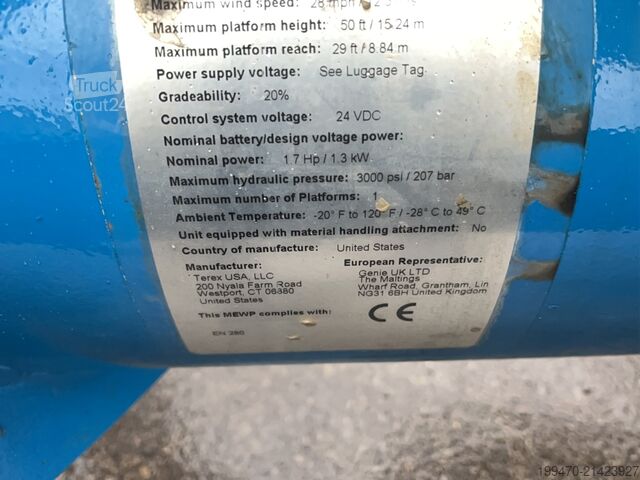 Maximum wind speed: 28 mph /
Maximum platform height: 50 ft / 15.24 m
Maximum platform reach: 29 ft / 8.84 m
Power supply voltage: See Luggage Tag.
Gradeability: 20%
Control system voltage: 24 VDC
Nominal battery/design voltage power:
Nominal power: 1.7 Hp / 1.3 kW
Maximum hydraulic pressure: 3000 psi / 207 bar
Maximum number of Platforms: 1
Ambient Temperature: -20° F to 120° F / -28° C to 49° C
Unit equipped with material handling attachment: No
Country of manufacture: United States
Manufacturer: European Representative:
Terex USA, LLC Genie UK LTD
200 Nyala Farm Road The Maltings
Westport, CT 06880 Wharf Road, Grantham, Lin
United States NG31 6BH United Kingdom
This MEWP complies with: CE
EN 280
Truck
Scout24
199470-21423927